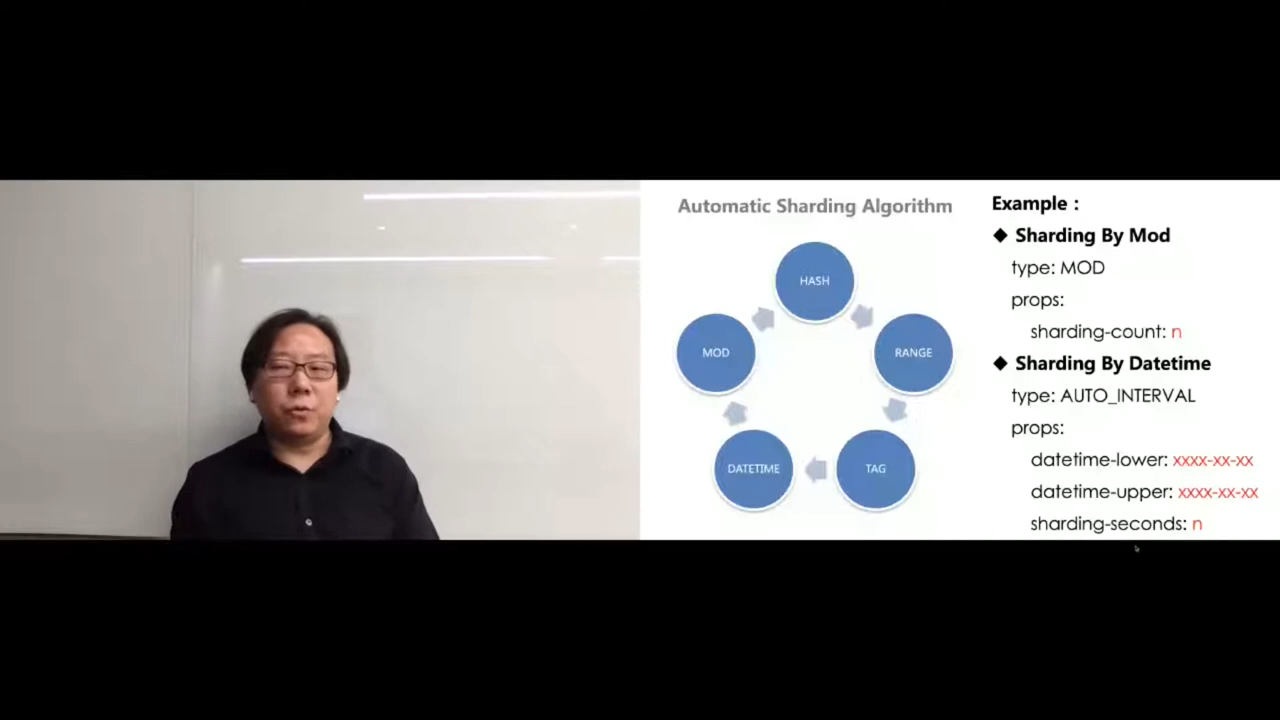 Automatic Sharding Algorithm
HASH
RANGE
TAG
DATETIME
MOD
Example :
◆ Sharding By Mod
type: MOD
props:
sharding-count: n
◆ Sharding By Datetime
type: AUTO_INTERVAL
props:
datetime-lower: xxxx-xx-xx
datetime-upper: xxxx-xx-xx
sharding-seconds: n